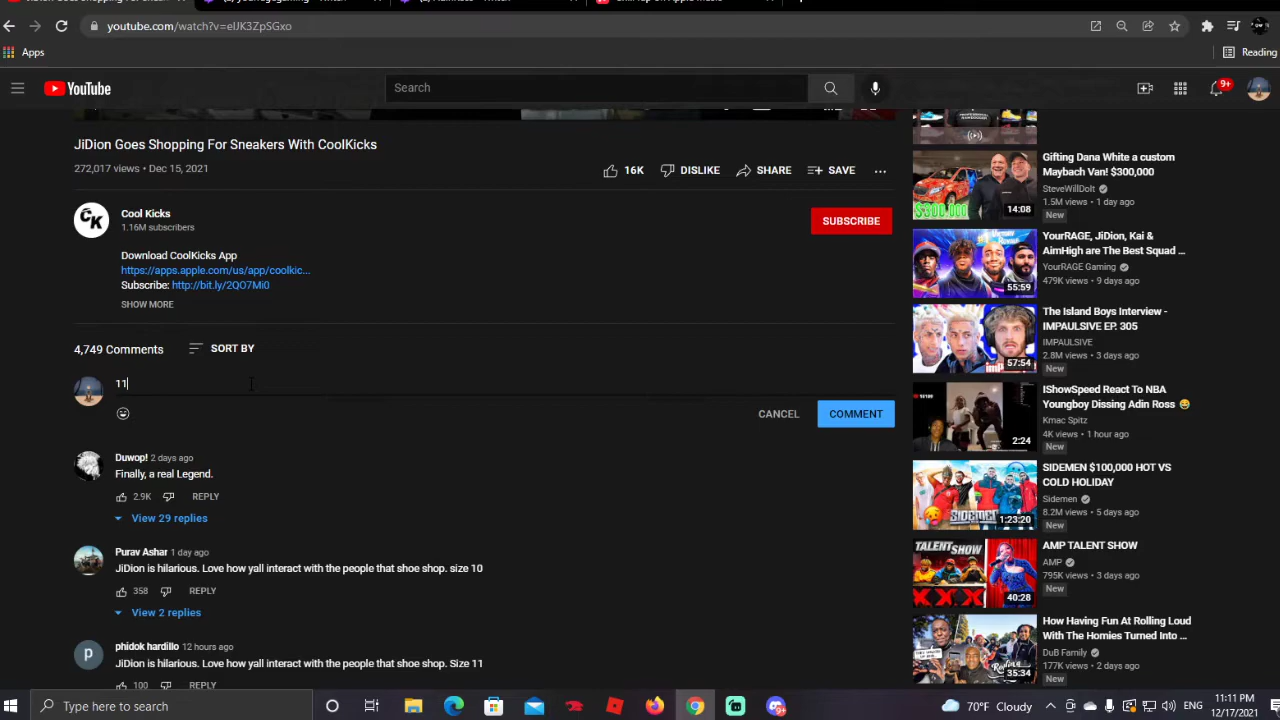 youtube.com/watch?v=eIJK3ZpSGxo
Apps
Reading
YouTube
Search
9+
JiDion Goes Shopping For Sneakers With CoolKicks
272,017 views • Dec 15, 2021
16K
DISLIKE
SHARE
SAVE
Cool Kicks
1.16M subscribers
SUBSCRIBE
Download CoolKicks App
https://apps.apple.com/us/app/coolkic...
Subscribe: http://bit.ly/2QO7Mi0
SHOW MORE
4,749 Comments
SORT BY
11
CANCEL
COMMENT
Duwop! 2 days ago
Finally, a real Legend.
2.9K
REPLY
View 29 replies
Purav Ashar 1 day ago
JiDion is hilarious. Love how yall interact with the people that shoe shop. size 10
358
REPLY
View 2 replies
P
phidok hardillo 12 hours ago
JiDion is hilarious. Love how yall interact with the people that shoe shop. Size 11
100
REPLY
Gifting Dana White a custom
Maybach Van! $300,000
SteveWillDoIt
1.5M views • 1 day ago
New
$300,000
14:08
YourRAGE, JiDion, Kai &
AimHigh are The Best Squad ...
YouRAGE Gaming
479K views • 9 days ago
55:59
The Island Boys Interview -
IMPAULSIVE EP. 305
IMPAULSIVE
2.8M views • 3 days ago
New
57:54
IShowSpeed React To NBA
Youngboy Dissing Adin Ross 😂
Kmac Spitz
4K views • 1 hour ago
New
2:24
SIDEMEN $100,000 HOT VS
COLD HOLIDAY
Sidemen
8.2M views • 5 days ago
New
SIDEMEN
1:23:20
AMP TALENT SHOW
AMP
795K views • 3 days ago
New
TALENT SHOW
XXX
40:28
How Having Fun At Rolling Loud
With The Homies Turned Into ...
DuB Family
177K views • 2 days ago
New
35:34
Type here to search
70°F Cloudy
ENG
11:11 PM
12/17/2021